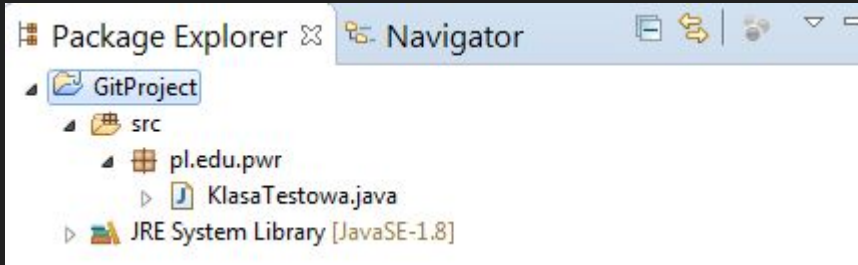 Package Explorer Navigator
GitProject
src
pl.edu.pwr
KlasaTestowa.java
JRE System Library [JavaSE-1.8]